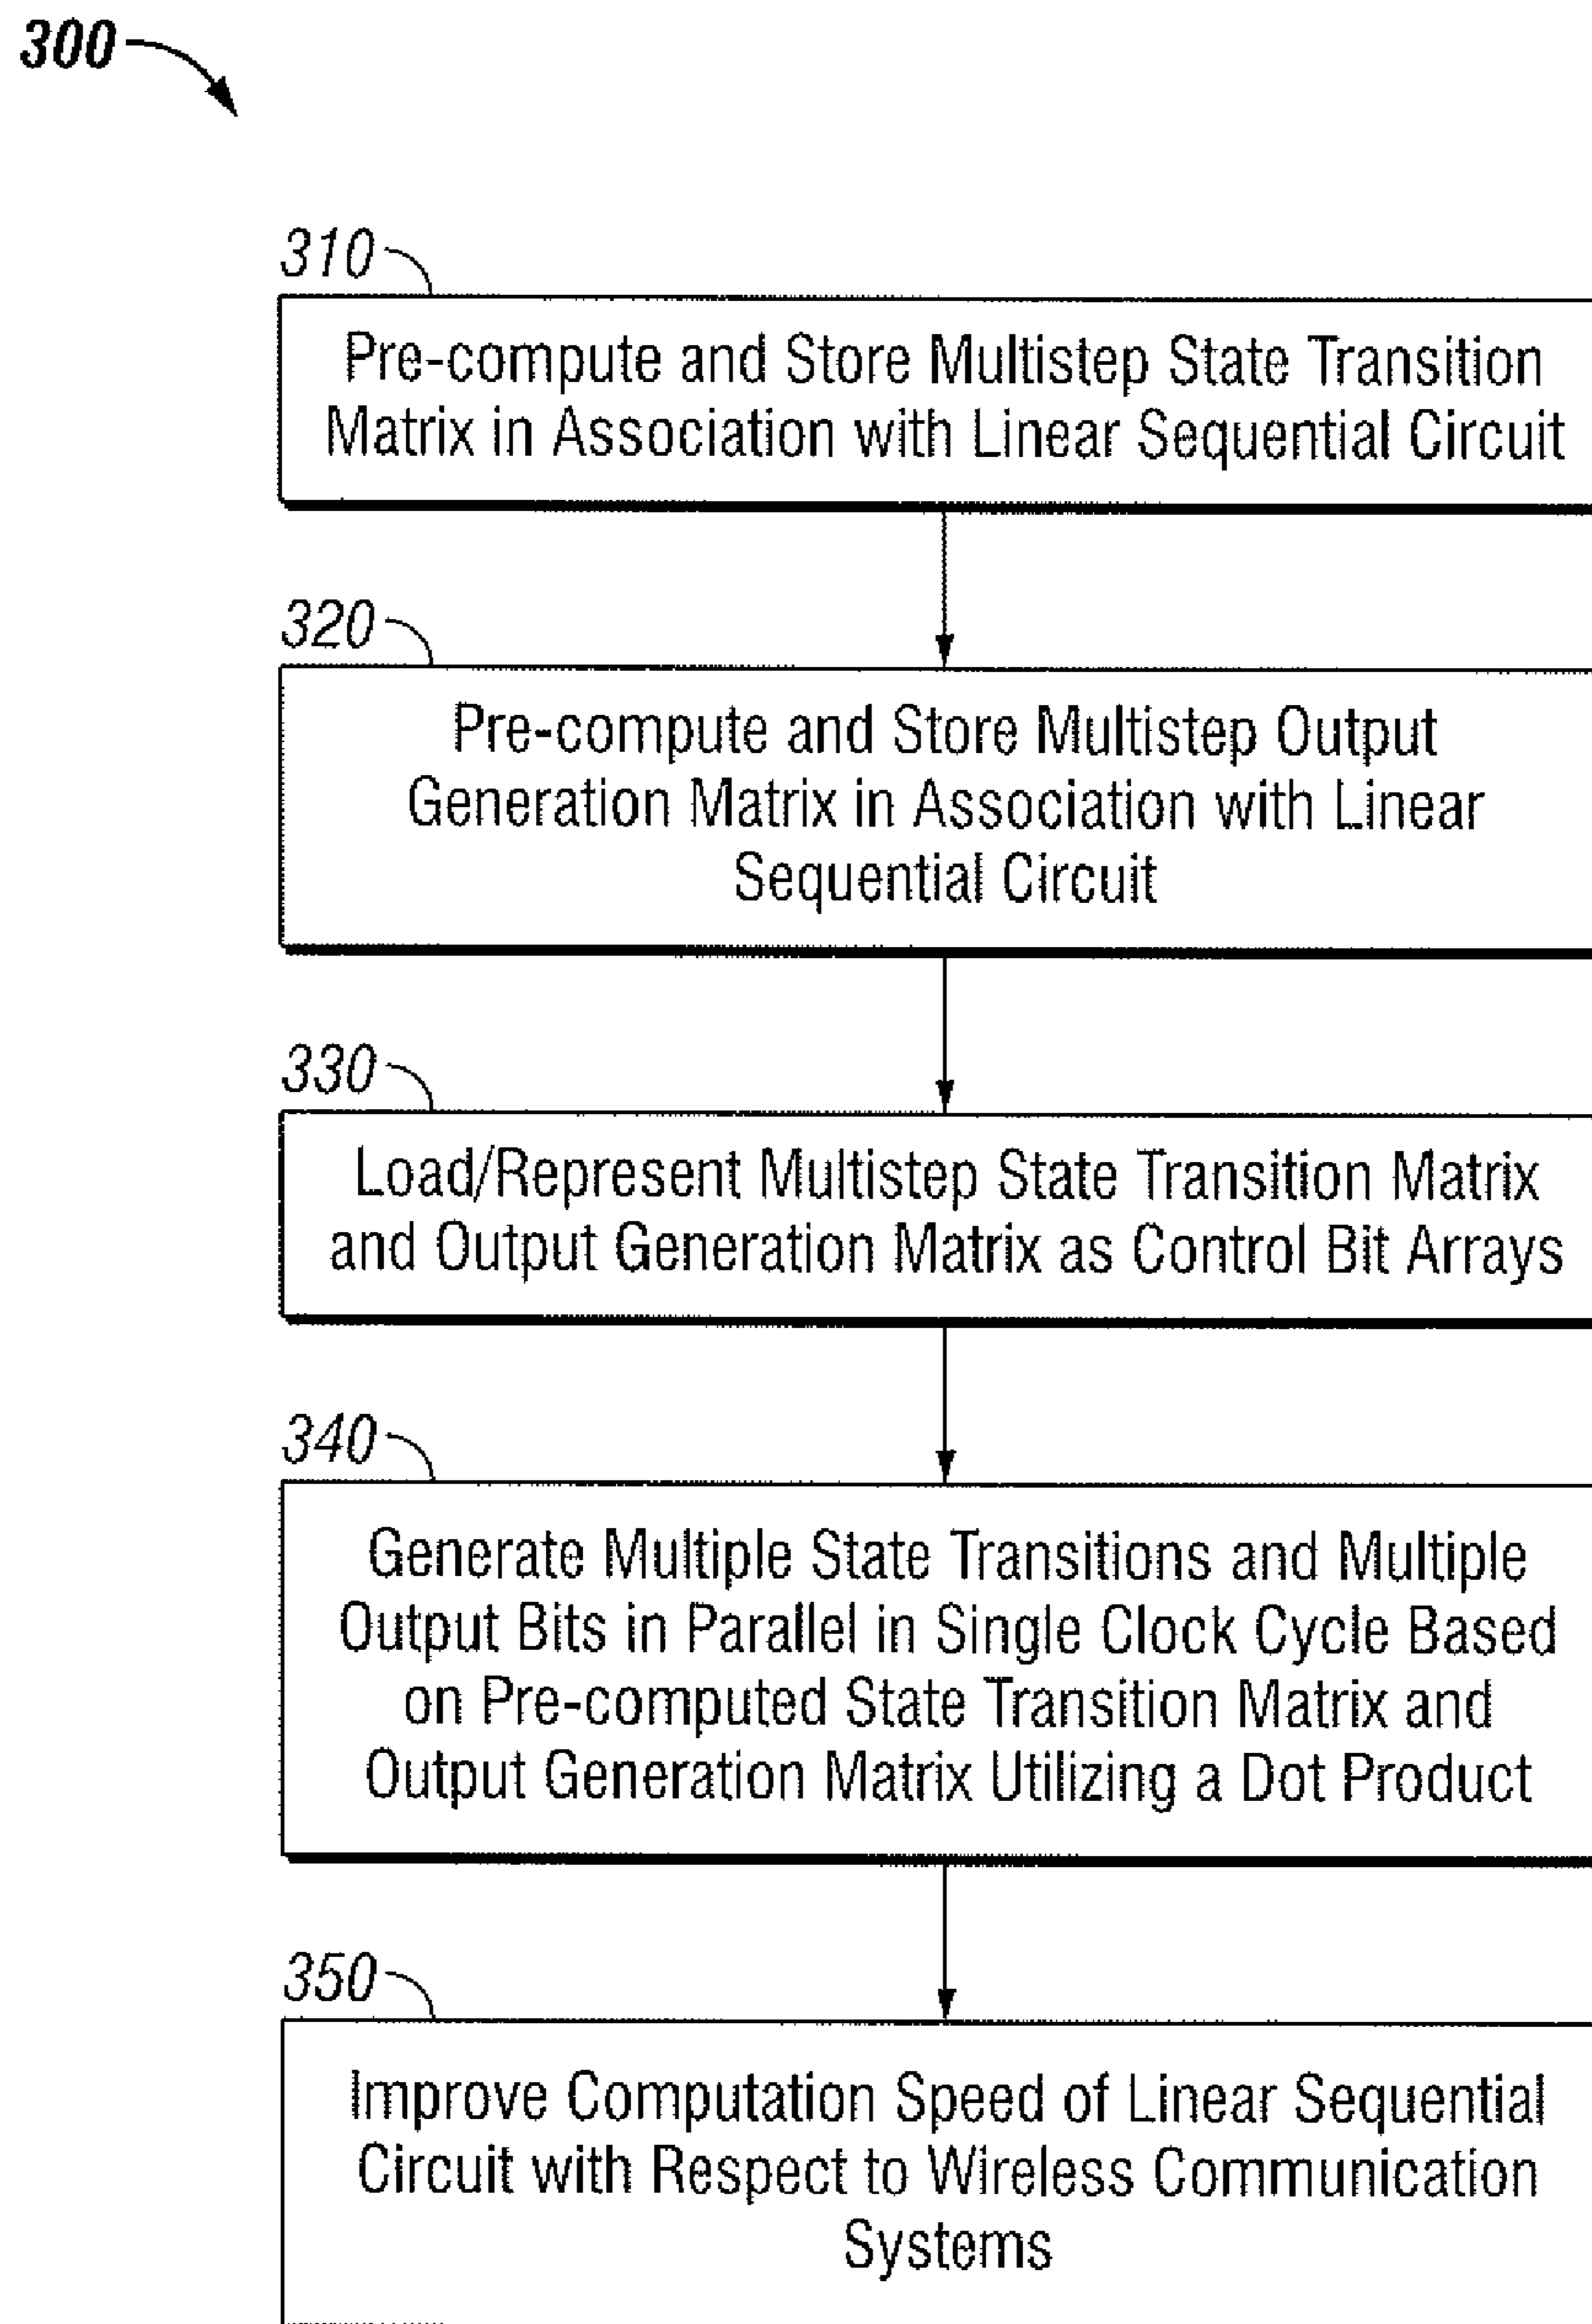 300
310
Pre-compute and Store Multistep State Transition
Matrix in Association with Linear Sequential Circuit
320
Pre-compute and Store Multistep Output
Generation Matrix in Association with Linear
Sequential Circuit
330
Load/Represent Multistep State Transition Matrix
and Output Generation Matrix as Control Bit Arrays
340
Generate Multiple State Transitions and Multiple
Output Bits in Parallel in Single Clock Cycle Based
on Pre-computed State Transition Matrix and
Output Generation Matrix Utilizing a Dot Product
350
Improve Computation Speed of Linear Sequential
Circuit with Respect to Wireless Communication
Systems